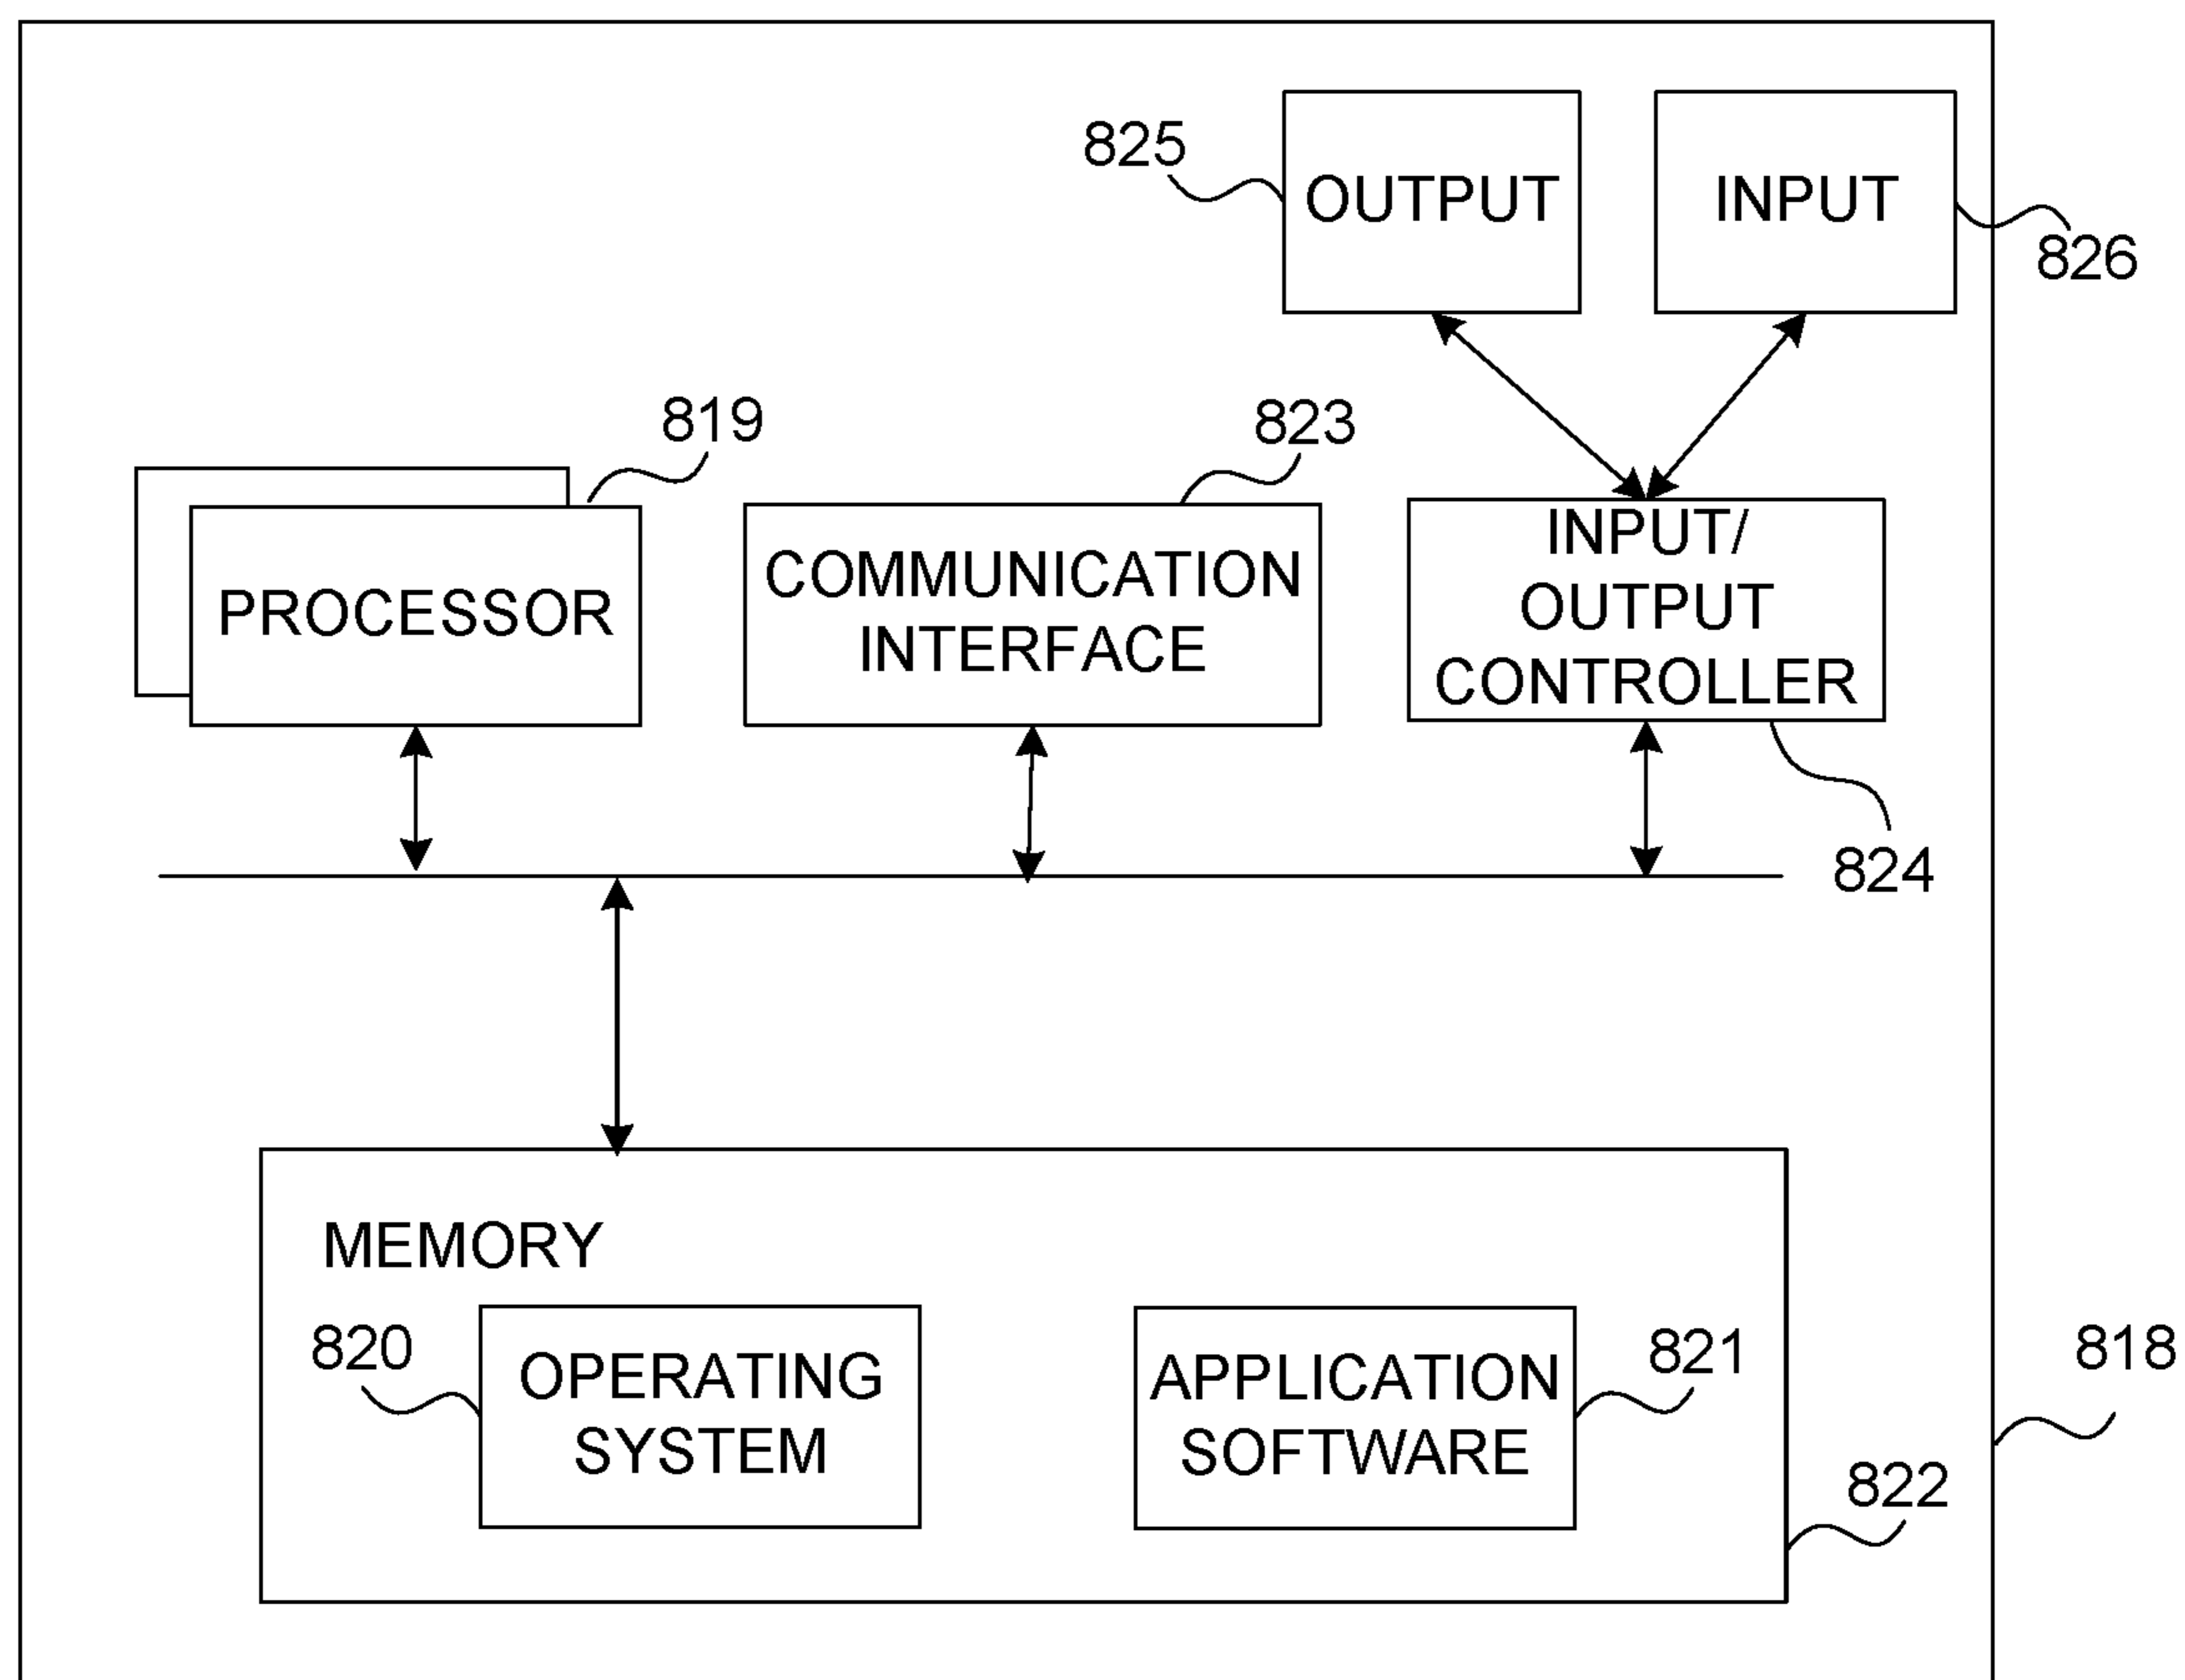 825
OUTPUT
INPUT
826
819
823
PROCESSOR
COMMUNICATION
INTERFACE
INPUT/
OUTPUT
CONTROLLER
824
MEMORY
820
OPERATING
SYSTEM
APPLICATION
SOFTWARE
821
818
822